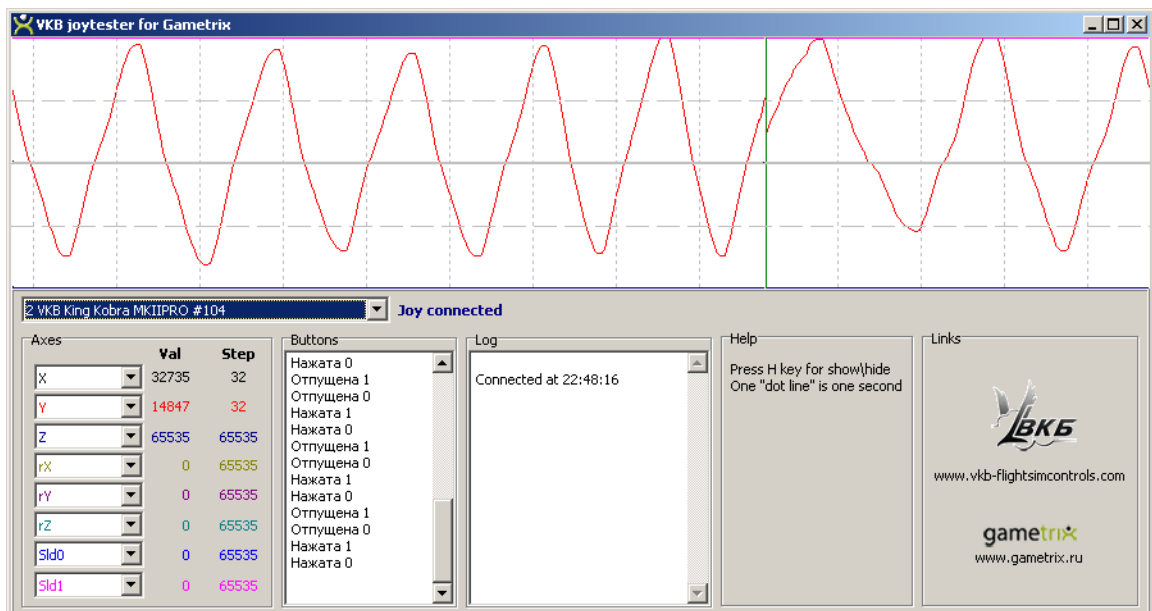 VKB joytester for Gametrix
2 VKB King Kobra MKIIPRO #104
Joy connected
Axes
Val Step
X 32735 32
Y 14847 32
Z 65535 65535
rX 0 65535
rY 0 65535
rZ 0 65535
Sld0 0 65535
Sld1 0 65535
Buttons
Нажата 0
Отпущена 1
Отпущена 0
Нажата 1
Нажата 0
Отпущена 1
Отпущена 0
Нажата 1
Нажата 0
Отпущена 1
Отпущена 0
Нажата 1
Нажата 0
Log
Connected at 22:48:16
Help
Press H key for show\hide
One "dot line" is one second
Links
ВКБ
www.vkb-flightsimcontrols.com
gametrix
www.gametrix.ru